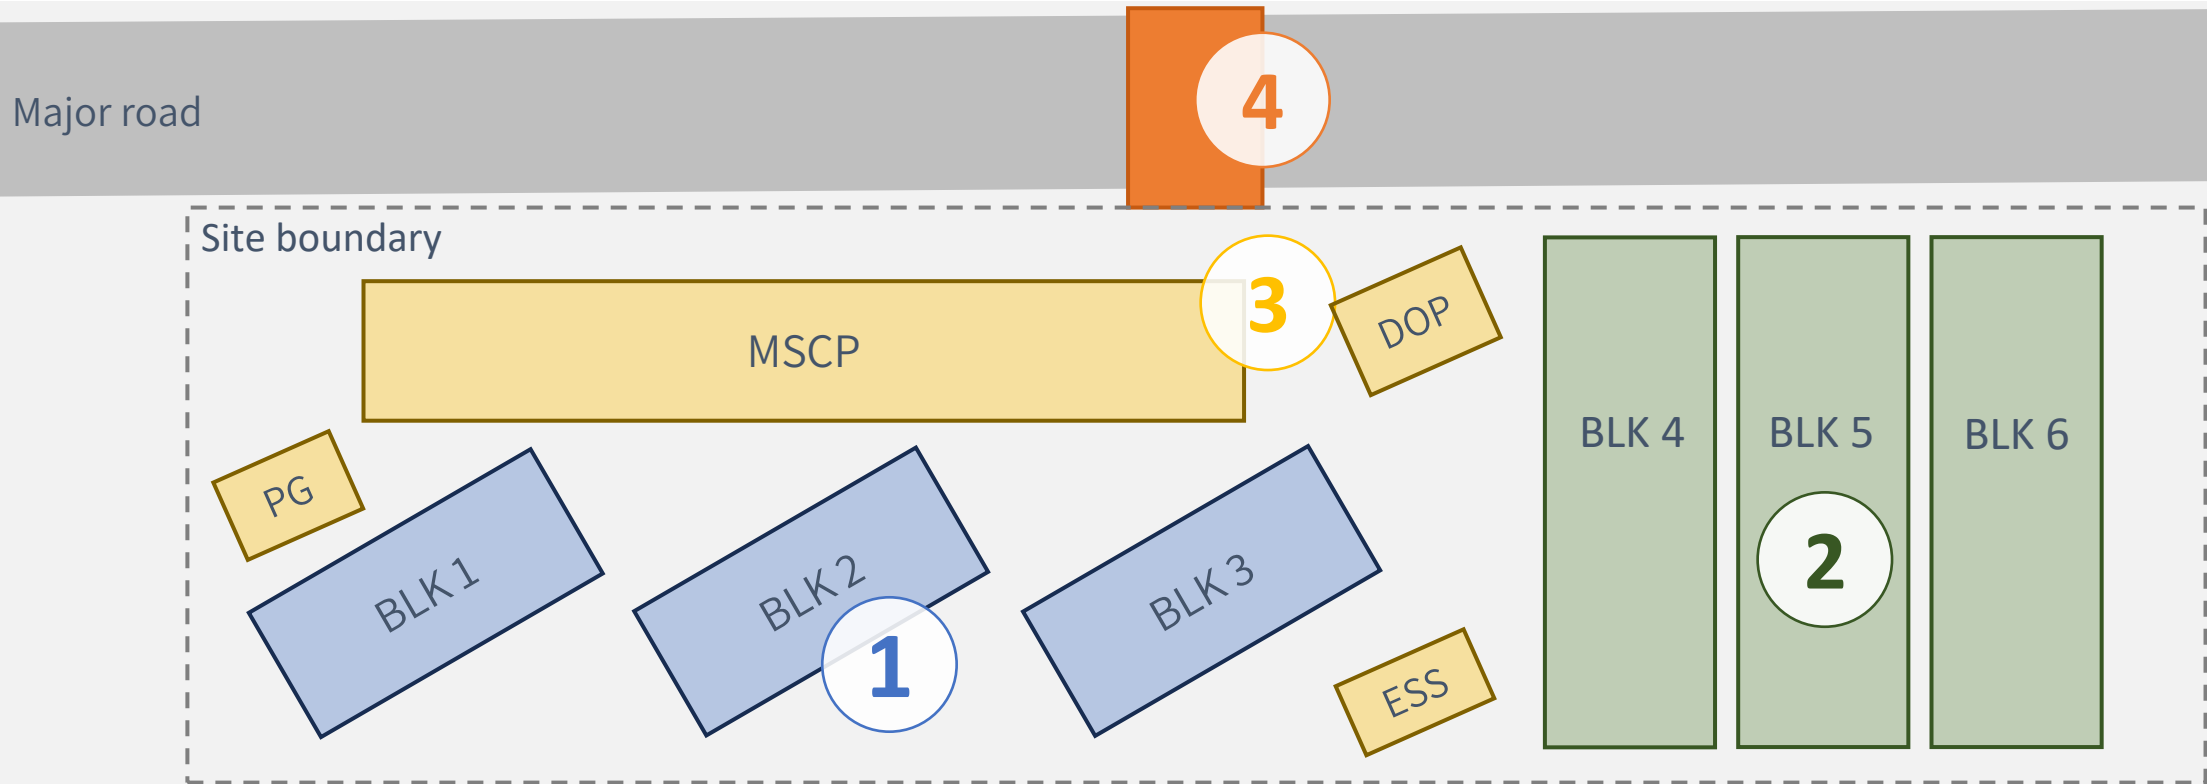 4
Major road
Site boundary
3
DOP
MSCP
BLK 4
BLK 5
BLK 6
PG
BLK 1
BLK 2
BLK 3
2
1
ESS